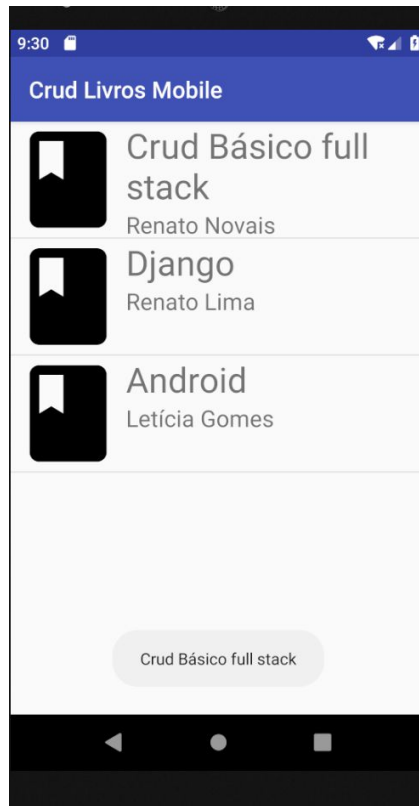 9:30
Crud Livros Mobile
Crud Básico full
stack
Renato Novais
Django
Renato Lima
Android
Letícia Gomes
Crud Básico full stack